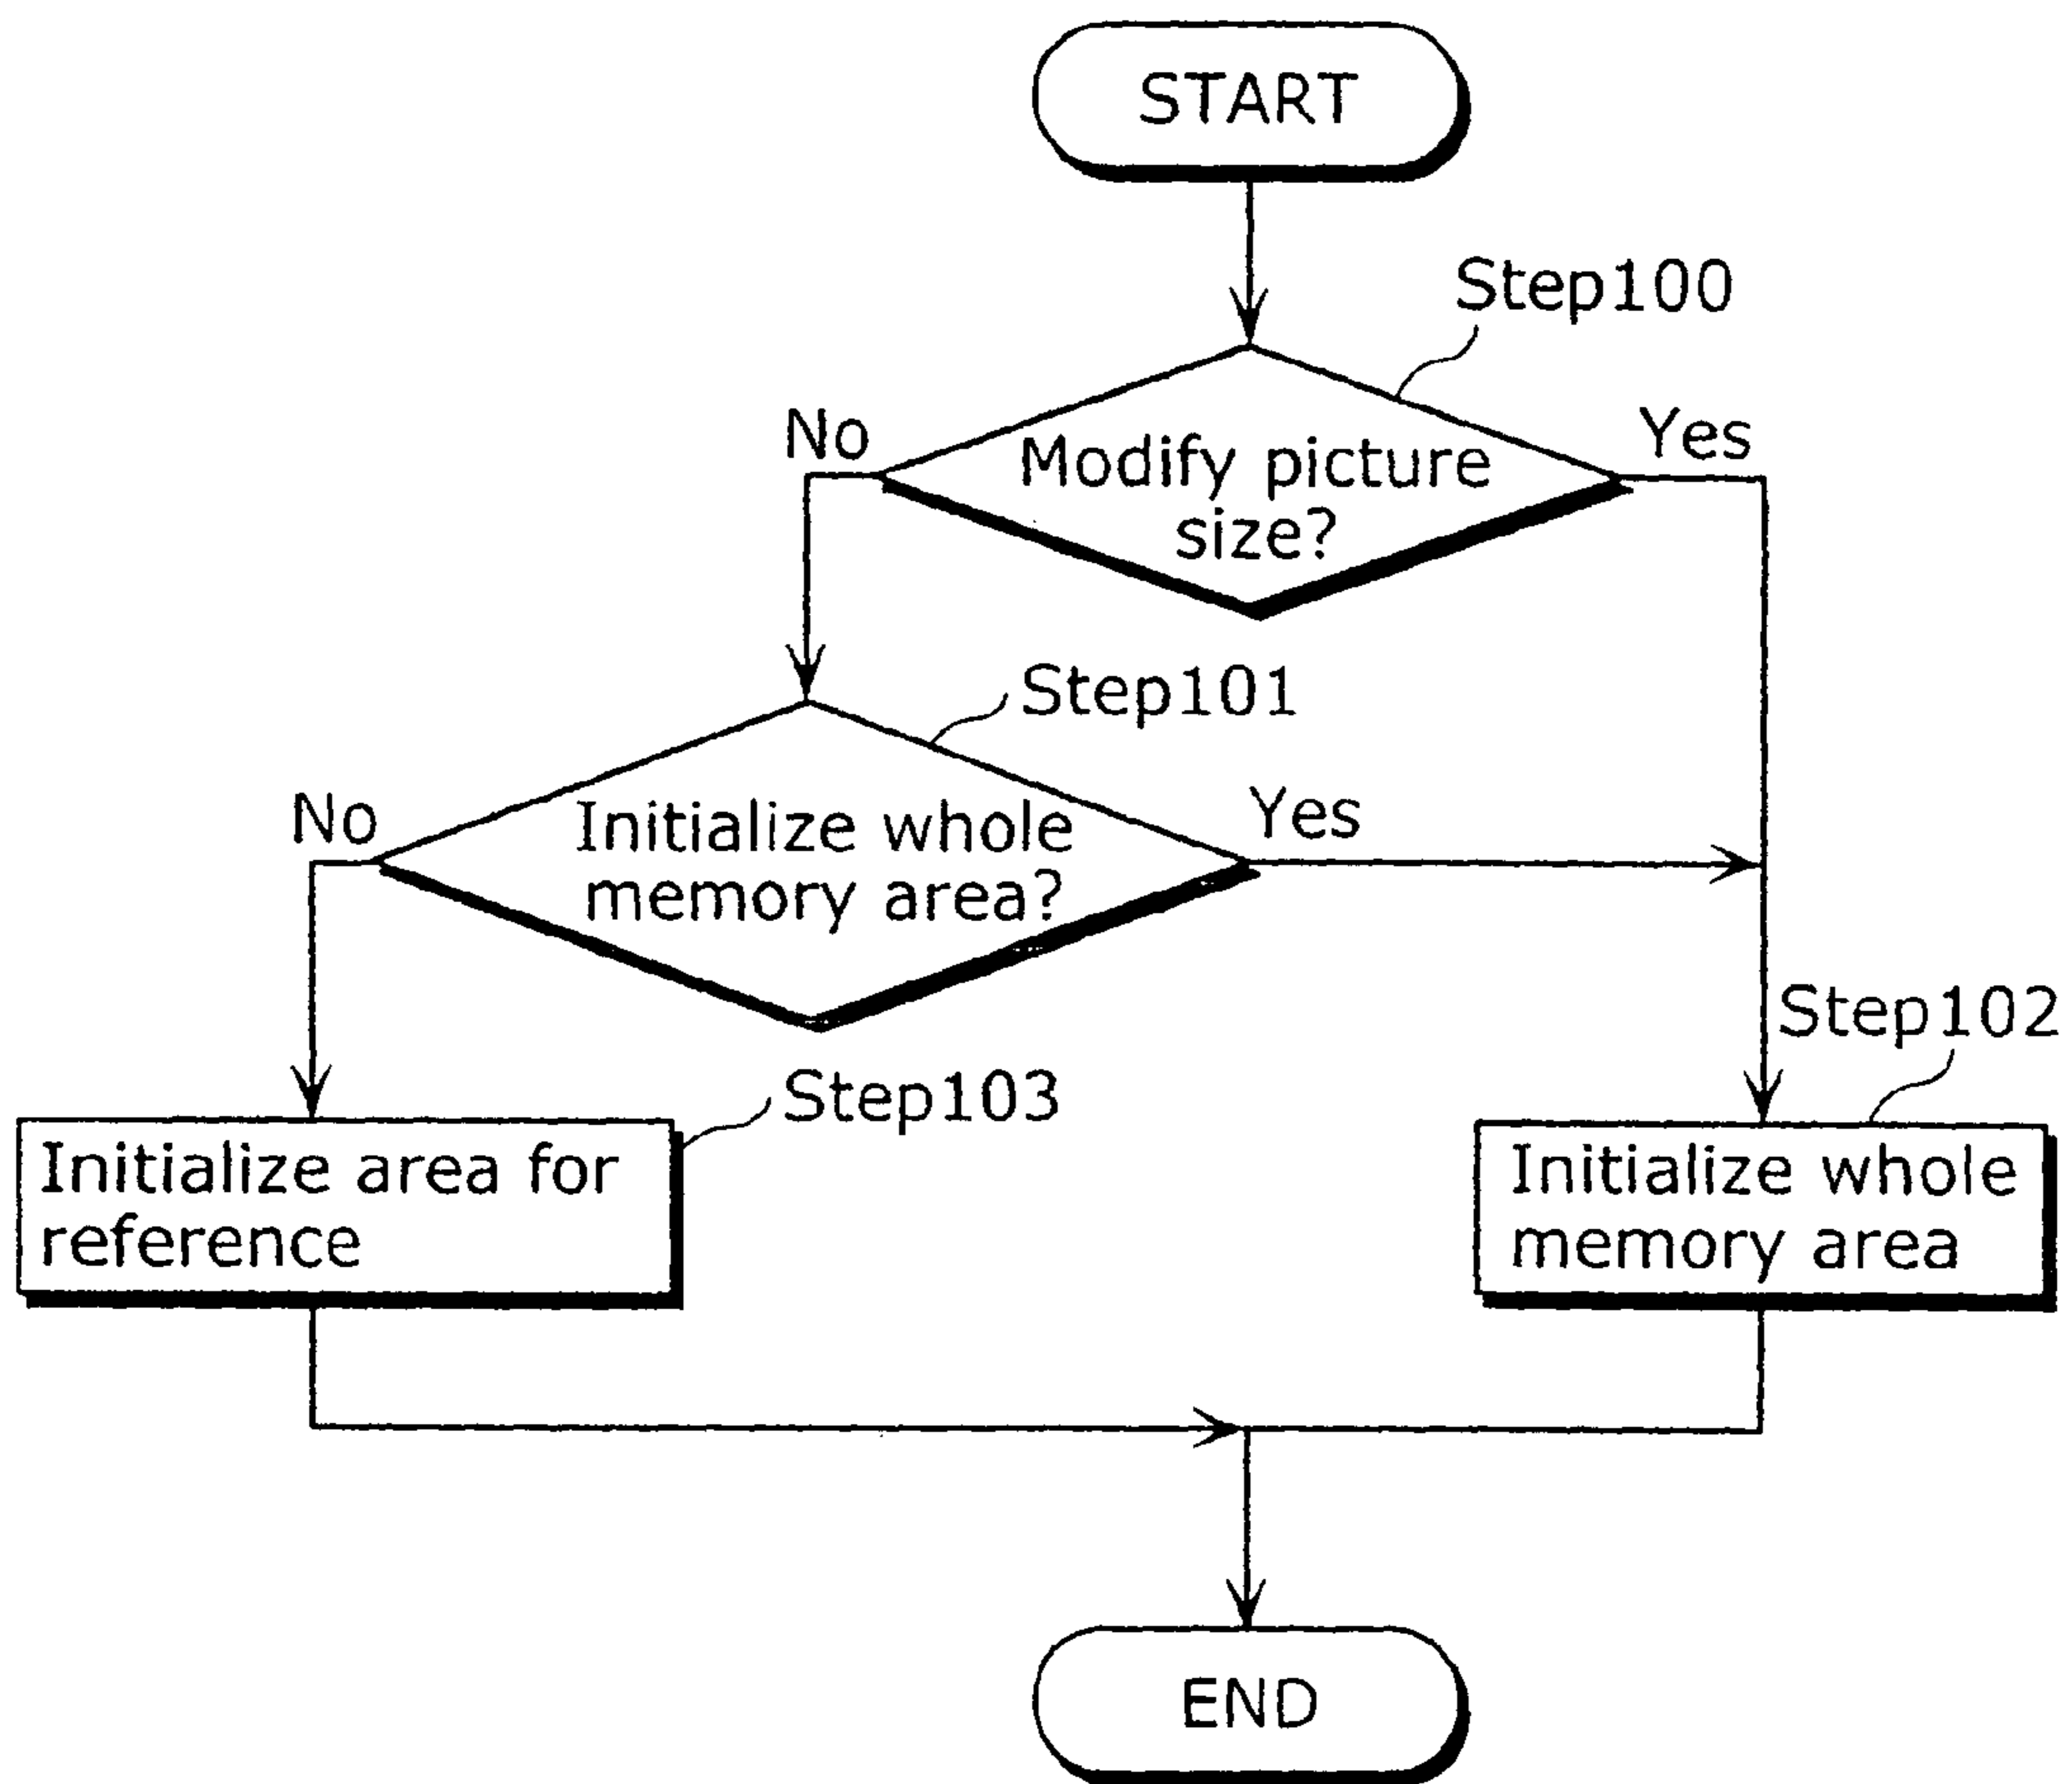 START
Step100
No
Yes
Modify picture
size?
Step101
No
Yes
Initialize whole
memory area?
Step102
Step103
Initialize area for
reference
Initialize whole
memory area
END